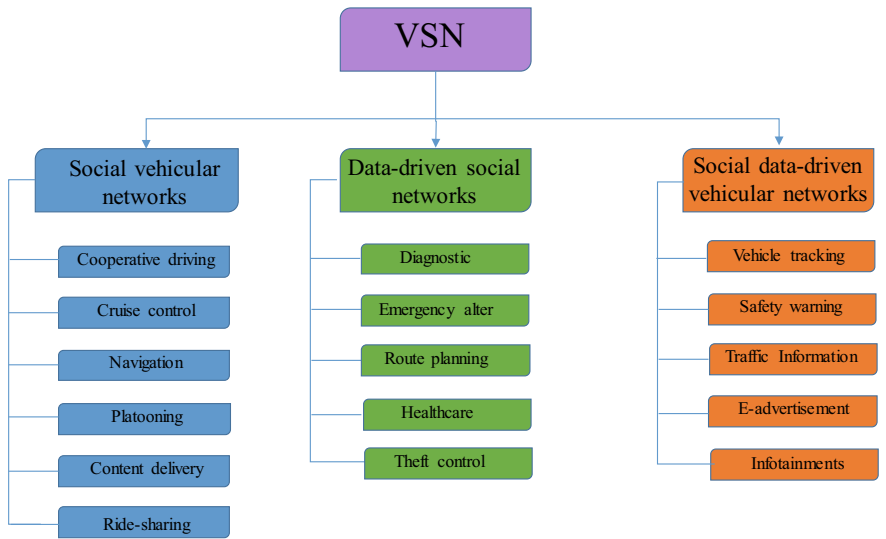 VSN
Social vehicular
networks
Cooperative driving
Cruise control
Navigation
Platooning
Content delivery
Ride-sharing
Data-driven social
networks
Diagnostic
Emergency alter
Route planning
Healthcare
Theft control
Social data-driven
vehicular networks
Vehicle tracking
Safety warning
Traffic Information
E-advertisement
Infotainments